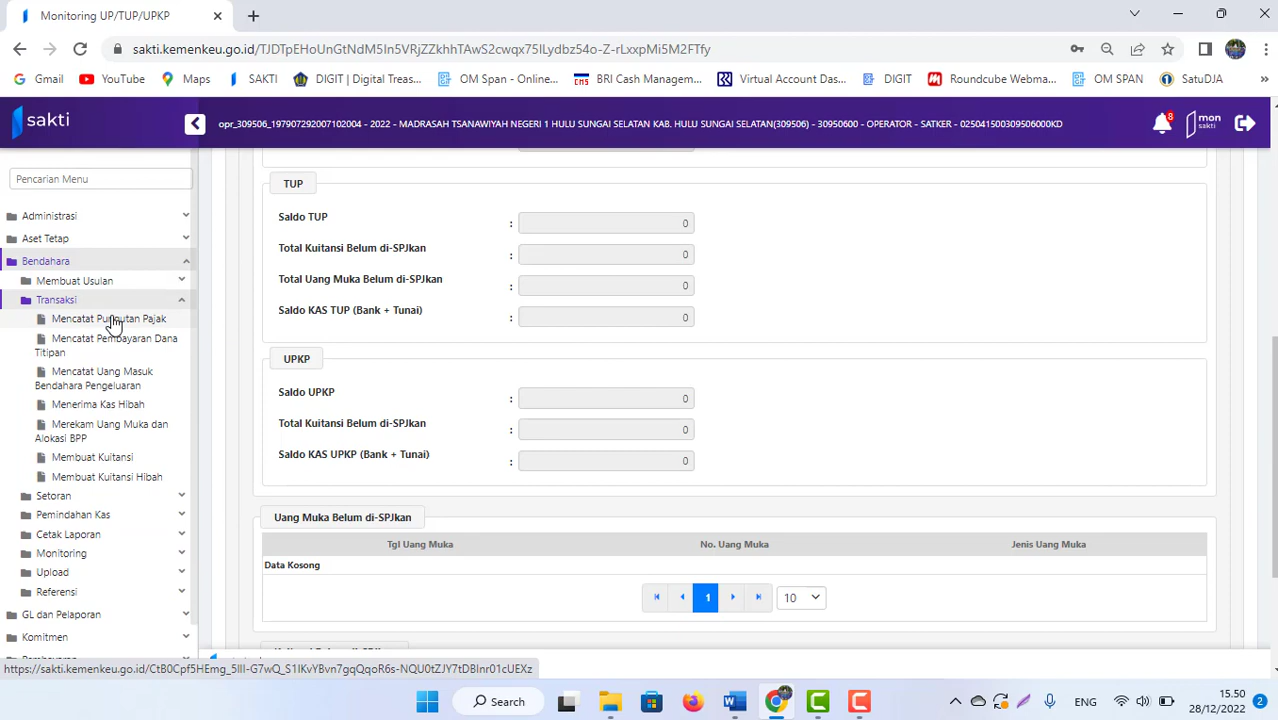 Monitoring UP/TUP/UPKP
sakti.kemenkeu.go.id/TJDTpEHoUnGtNdM5In5VRjZZkhhTAwS2cwqx75ILydbz54o-Z-rLxxpMi5M2FTfy
Gmail
YouTube
Maps
SAKTI
DIGIT | Digital Treas...
OM Span - Online...
BRI Cash Managem...
Virtual Account Das...
DIGIT
Roundcube Webma...
OM SPAN
SatuDJA
sakti
opr_309506_197907292007102004 - 2022 - MADRASAH TSANAWIYAH NEGERI 1 HULU SUNGAI SELATAN KAB. HULU SUNGAI SELATAN(309506) - 30950600 - OPERATOR - SATKER - 025041500309506000KD
8
mon sakti
Pencarian Menu
Administrasi
Aset Tetap
Bendahara
Membuat Usulan
Transaksi
Mencatat Pungutan Pajak
Mencatat Pembayaran Dana
Titipan
Mencatat Uang Masuk
Bendahara Pengeluaran
Menerima Kas Hibah
Merekam Uang Muka dan
Alokasi BPP
Membuat Kuitansi
Membuat Kuitansi Hibah
Setoran
Pemindahan Kas
Cetak Laporan
Monitoring
Upload
Referensi
GL dan Pelaporan
Komitmen
TUP
Saldo TUP : 0
Total Kuitansi Belum di-SPJkan : 0
Total Uang Muka Belum di-SPJkan : 0
Saldo KAS TUP (Bank + Tunai) : 0
UPKP
Saldo UPKP : 0
Total Kuitansi Belum di-SPJkan : 0
Saldo KAS UPKP (Bank + Tunai) : 0
Uang Muka Belum di-SPJkan
Tgl Uang Muka No. Uang Muka Jenis Uang Muka
Data Kosong
1
10
Search
ENG
15.50
28/12/2022
2